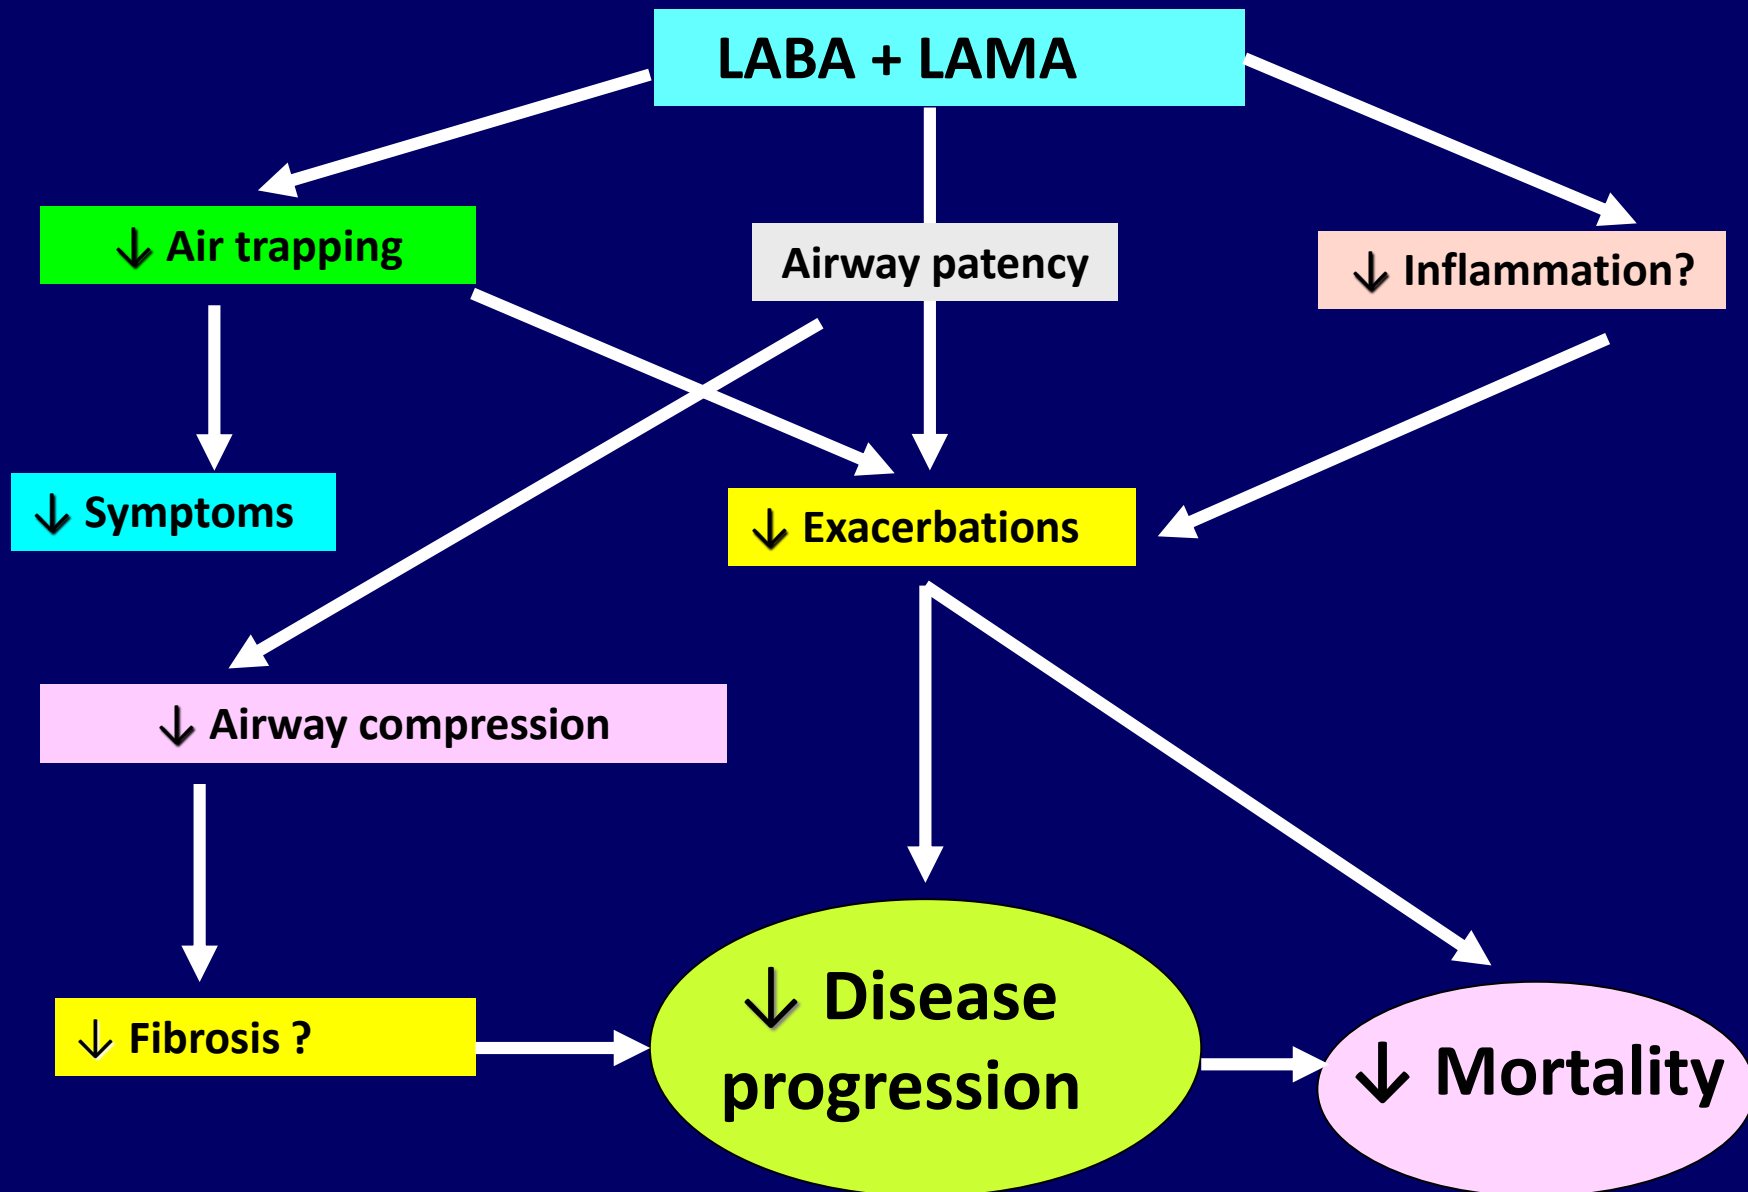 LABA + LAMA
↓ Air trapping
Airway patency
↓ Inflammation?
↓ Symptoms
↓ Exacerbations
↓ Airway compression
↓ Fibrosis ?
↓ Disease
progression
↓ Mortality